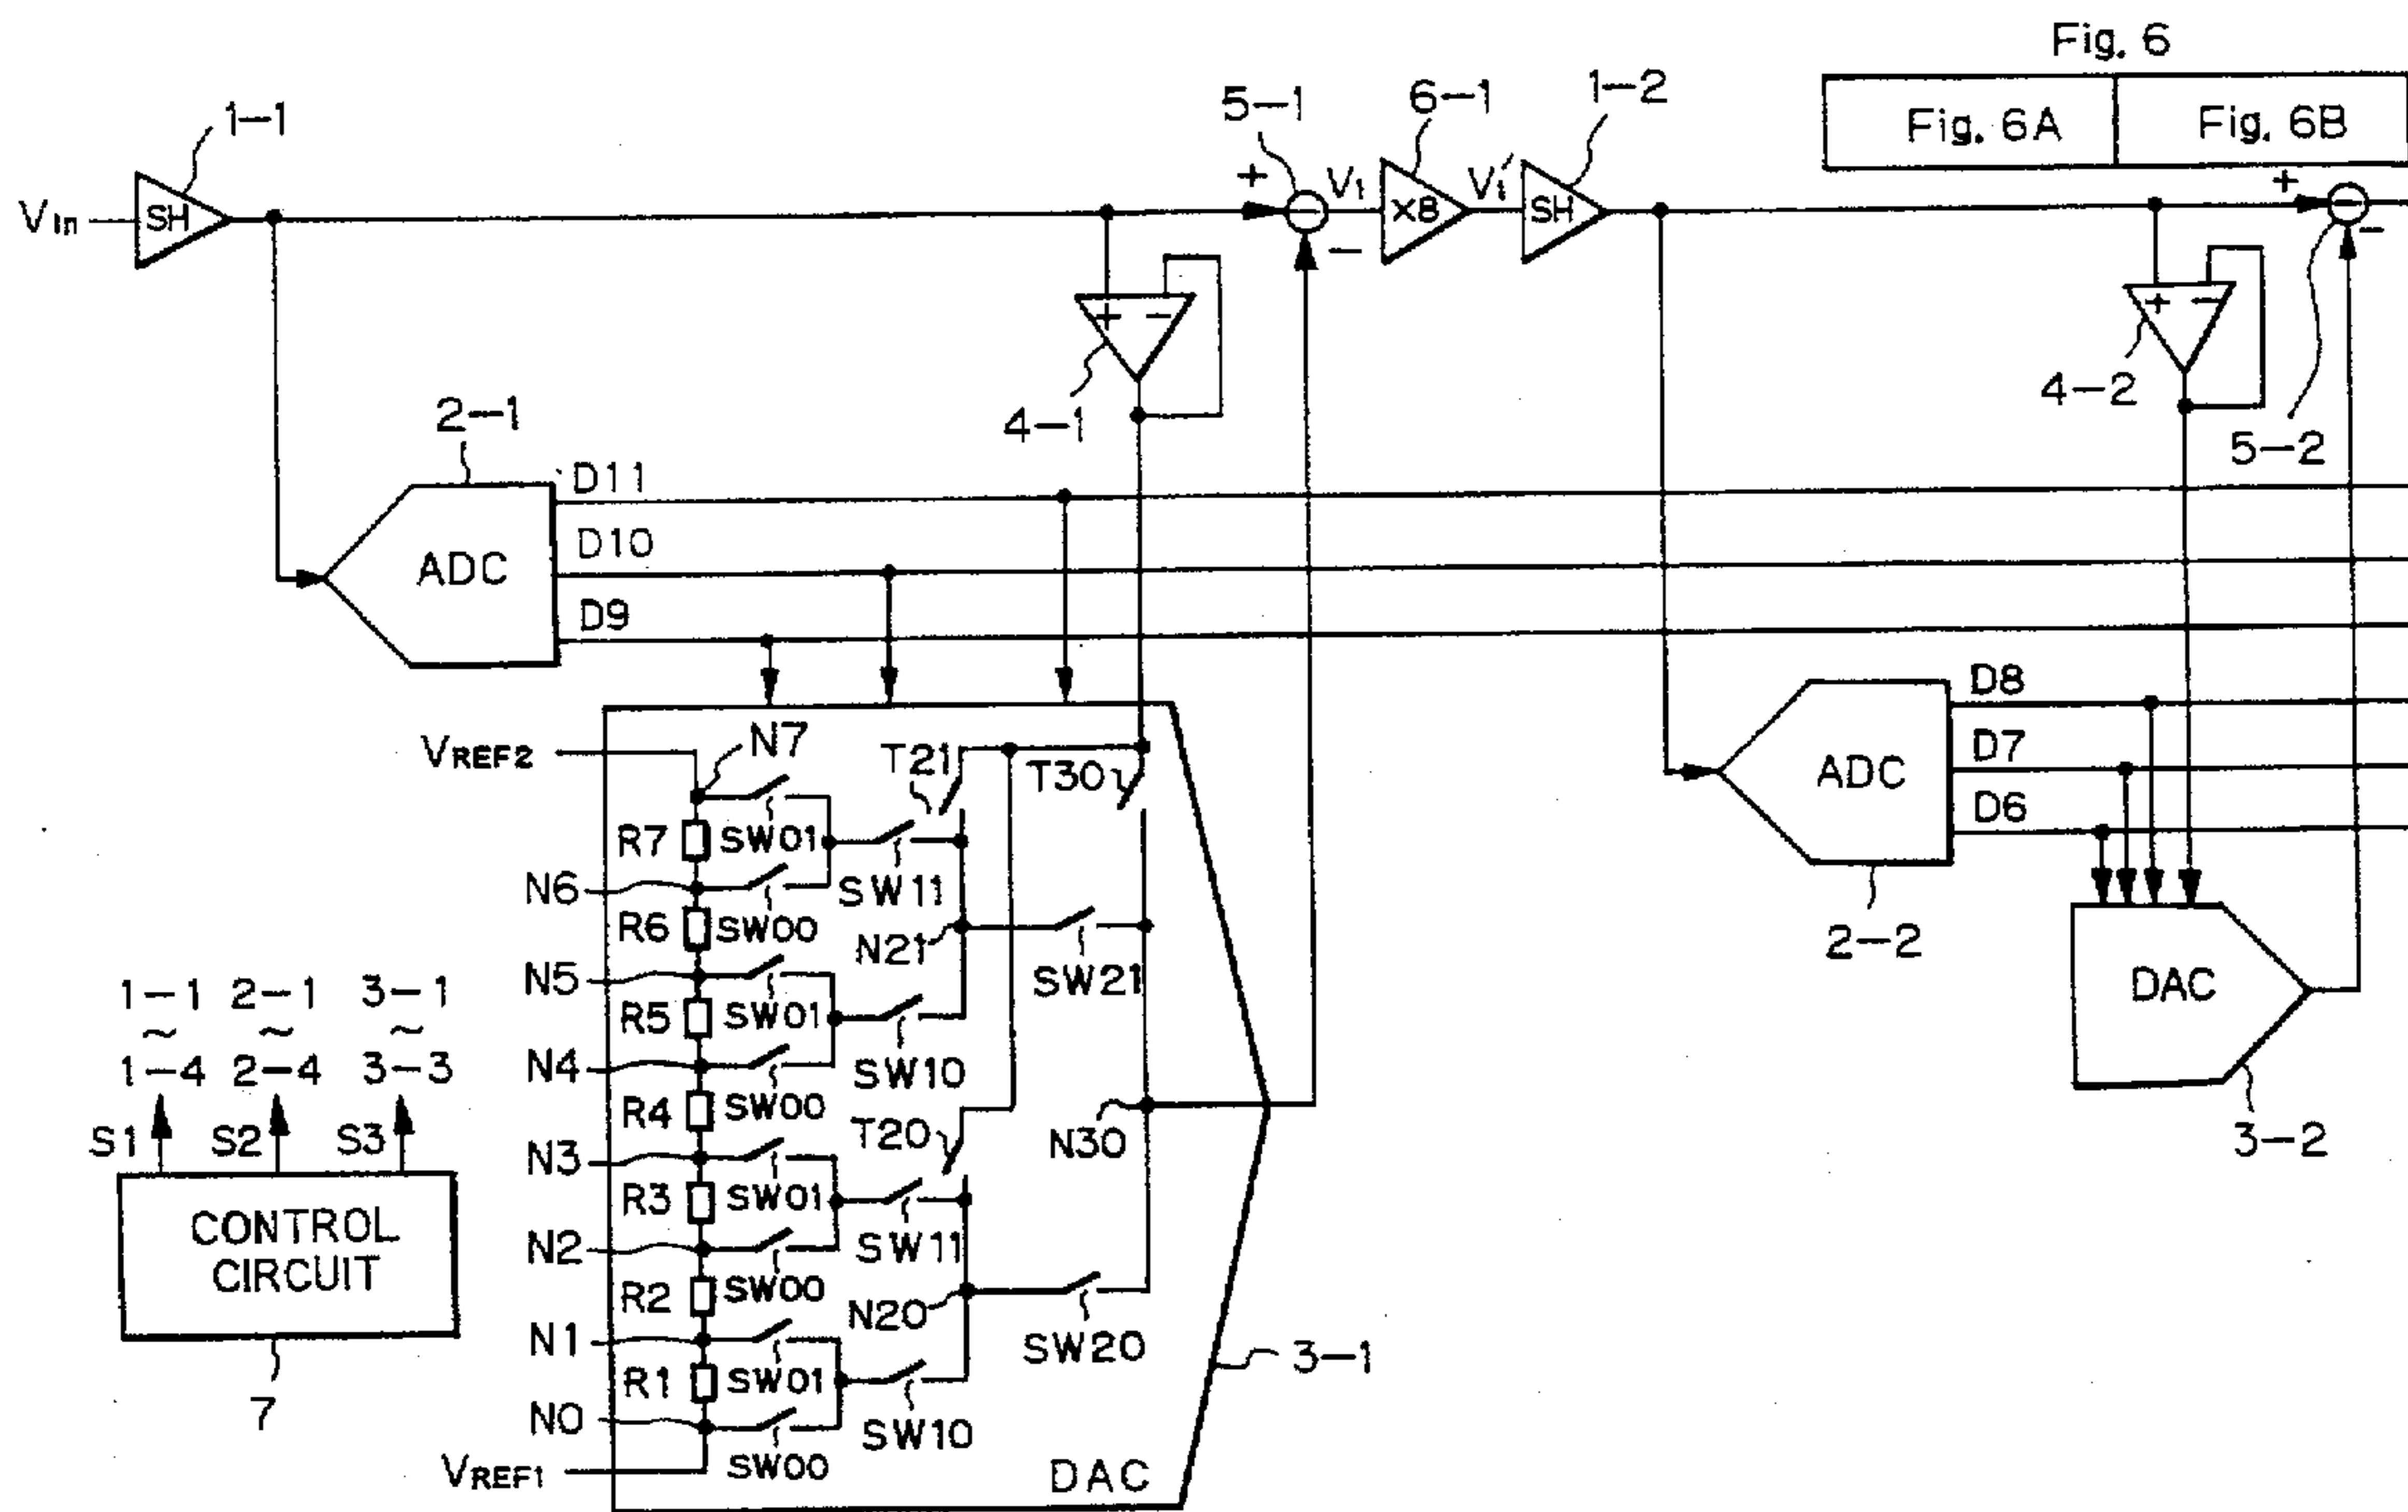 Fig. 6
Fig. 6A
Fig. 6B
1-1
5-1
6-1
1-2
Vin
SH
+
-
V1
X8
V1'
SH
+
-
+ -
4-1
+ -
4-2
5-2
2-1
ADC
D11
D10
D9
D8
D7
D6
ADC
2-2
DAC
3-2
VREF2
N7
T21
T30
R7
SW01
N6
SW11
R6
SW00
N21
SW21
N5
R5
SW01
N4
SW10
R4
SW00
T20
N30
N3
R3
SW01
SW11
N2
R2
SW00
N20
SW20
N1
R1
SW01
N0
SW10
SW00
VREF1
DAC
3-1
1-1 2-1 3-1
~ ~ ~
1-4 2-4 3-3
S1 S2 S3
CONTROL
CIRCUIT
7